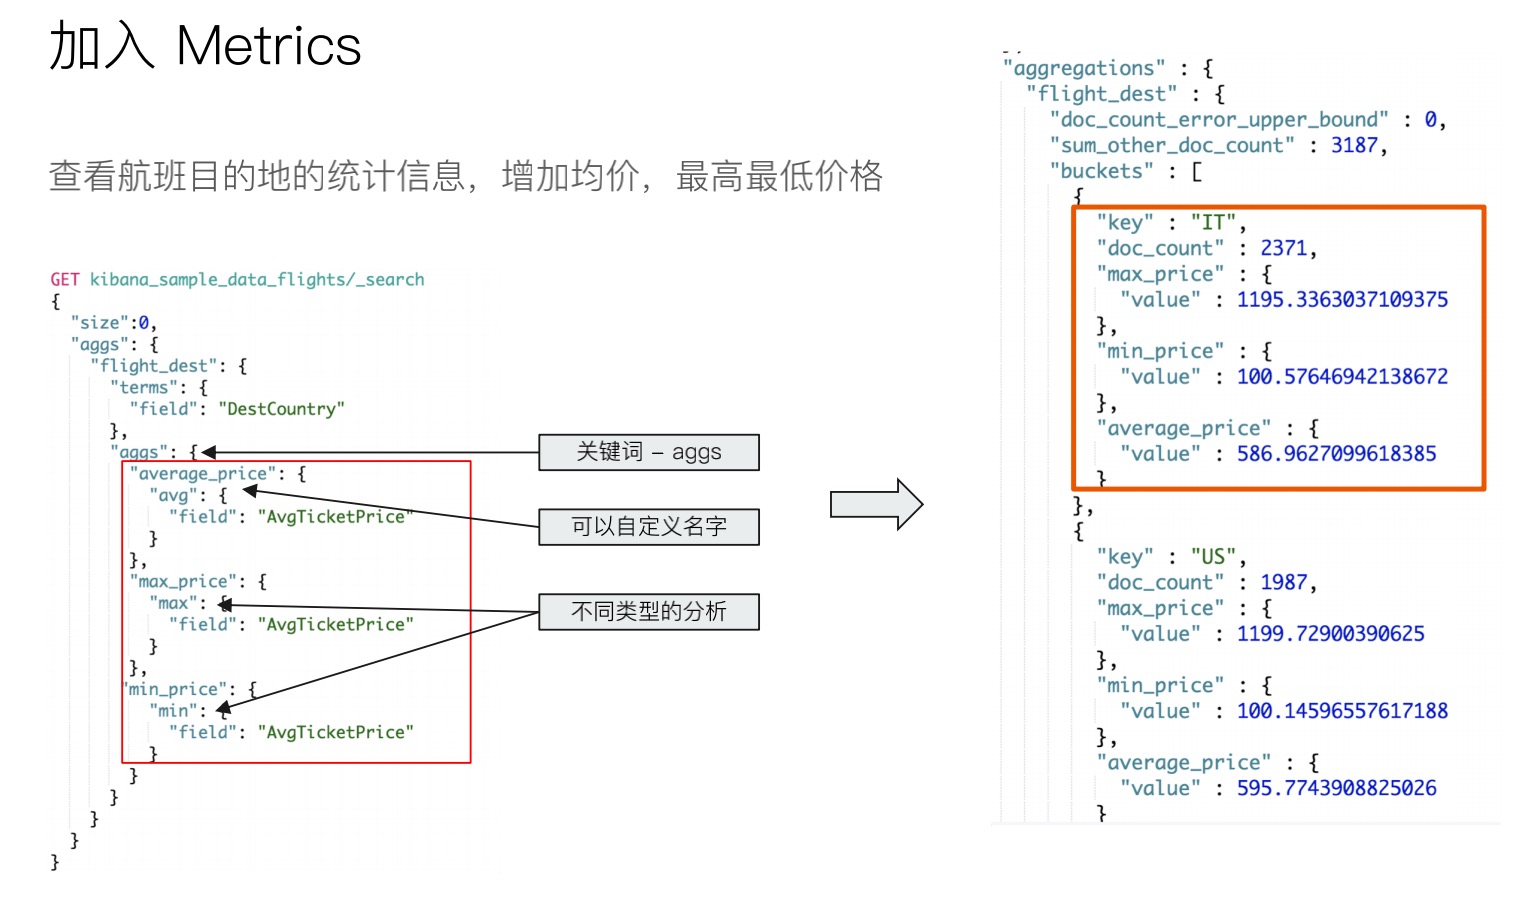 加入 Metrics
查看航班目的地的统计信息，增加均价，最高最低价格
GET kibana_sample_data_flights/_search
{
"size":0,
"aggs": {
"flight_dest": {
"terms": {
"field": "DestCountry"
},
"aggs": {
"average_price": {
"avg": {
"field": "AvgTicketPrice"
}
},
"max_price": {
"max": {
"field": "AvgTicketPrice"
}
},
"min_price": {
"min": {
"field": "AvgTicketPrice"
}
}
}
}
}
}
关键词 – aggs
可以自定义名字
不同类型的分析
"aggregations" : {
"flight_dest" : {
"doc_count_error_upper_bound" : 0,
"sum_other_doc_count" : 3187,
"buckets" : [
{
"key" : "IT",
"doc_count" : 2371,
"max_price" : {
"value" : 1195.3363037109375
},
"min_price" : {
"value" : 100.57646942138672
},
"average_price" : {
"value" : 586.9627099618385
}
},
{
"key" : "US",
"doc_count" : 1987,
"max_price" : {
"value" : 1199.72900390625
},
"min_price" : {
"value" : 100.14596557617188
},
"average_price" : {
"value" : 595.7743908825026
}